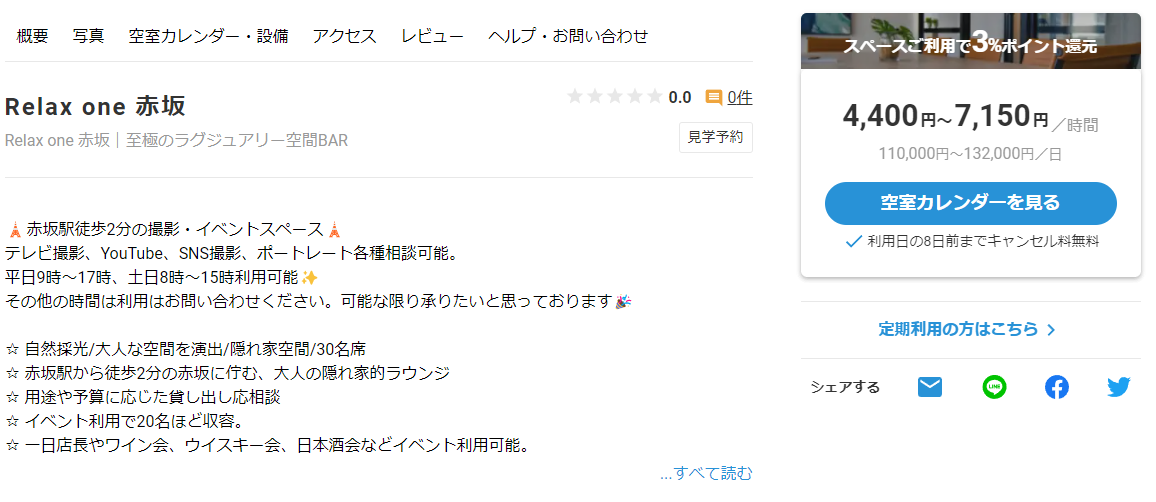 概要 写真 空室カレンダー・設備 アクセス レビュー ヘルプ・お問い合わせ
Relax one 赤坂
0.0 0件
Relax one 赤坂｜至極のラグジュアリー空間BAR
見学予約
🗼赤坂駅徒歩2分の撮影・イベントスペース🗼
テレビ撮影、YouTube、SNS撮影、ポートレート各種相談可能。
平日9時～17時、土日8時～15時利用可能✨
その他の時間は利用はお問い合わせください。可能な限り承りたいと思っております🎉
☆ 自然採光/大人な空間を演出/隠れ家空間/30名席
☆ 赤坂駅から徒歩2分の赤坂に佇む、大人の隠れ家的ラウンジ
☆ 用途や予算に応じた貸し出し応相談
☆ イベント利用で20名ほど収容。
☆ 一日店長やワイン会、ウイスキー会、日本酒会などイベント利用可能。
...すべて読む
スペースご利用で3%ポイント還元
4,400円～7,150円／時間
110,000円～132,000円／日
空室カレンダーを見る
利用日の8日前までキャンセル料無料
定期利用の方はこちら
シェアする
LINE